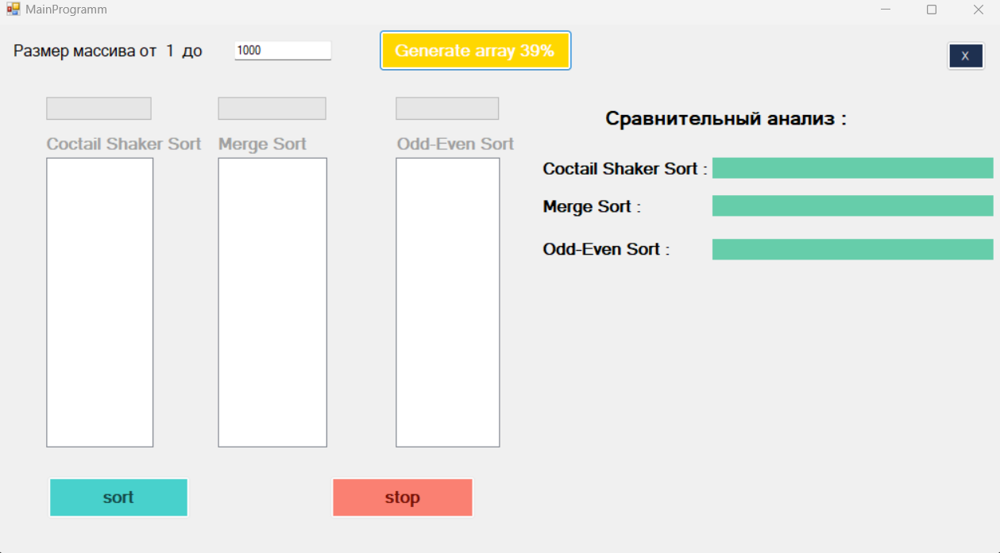 MainProgramm
Размер массива от 1 до
1000
Generate array 39%
X
Сравнительный анализ :
Coctail Shaker Sort
Merge Sort
Odd-Even Sort
Coctail Shaker Sort :
Merge Sort :
Odd-Even Sort :
sort
stop